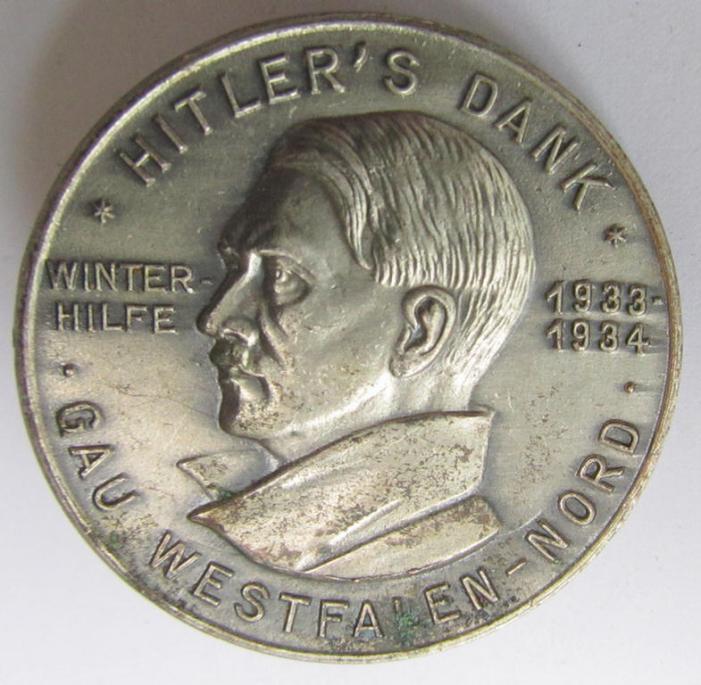 * HITLER'S DANK *
WINTER-
HILFE
1933-
1934
· GAU WESTFALEN-NORD ·